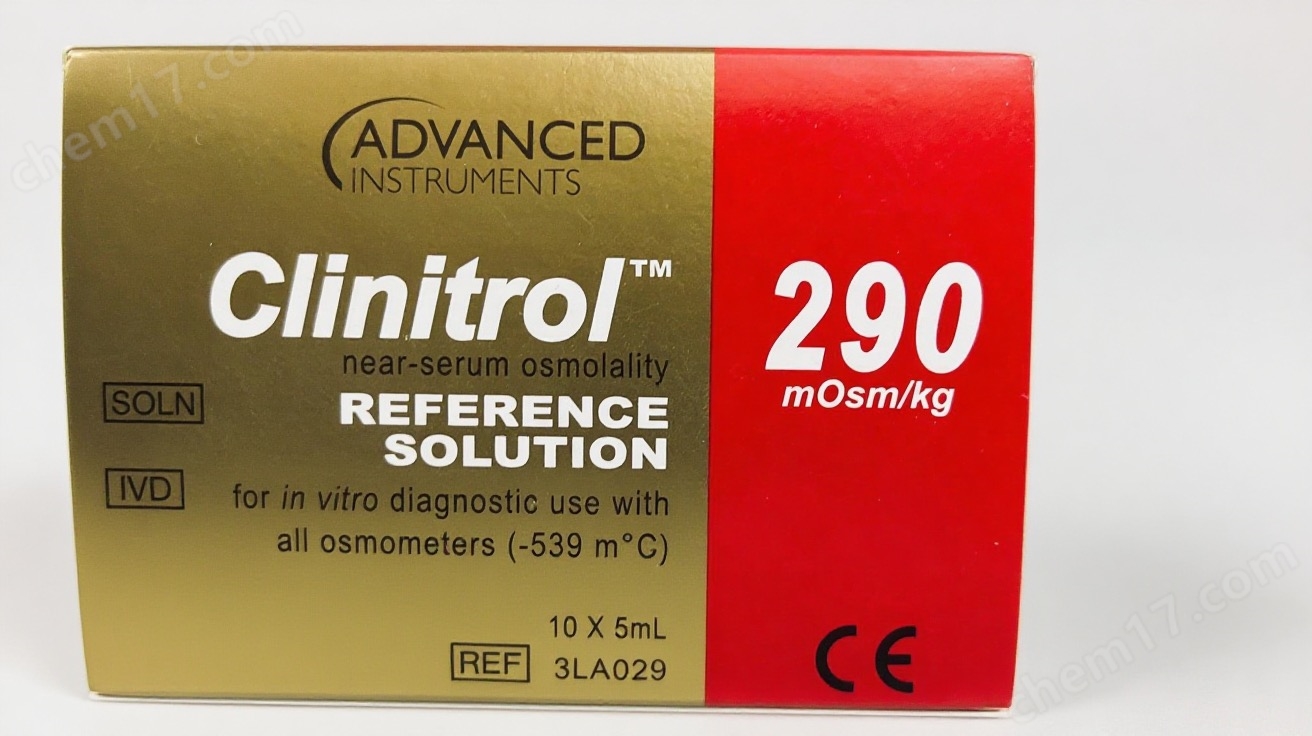 chem17.com
ADVANCED
INSTRUMENTS
Clinitrol™
near-serum osmolality
REFERENCE
SOLUTION
SOLN
IVD
for in vitro diagnostic use with
all osmometers (-539 m°C)
10 X 5mL
REF 3LA029
290
mOsm/kg
CE
chem17.com